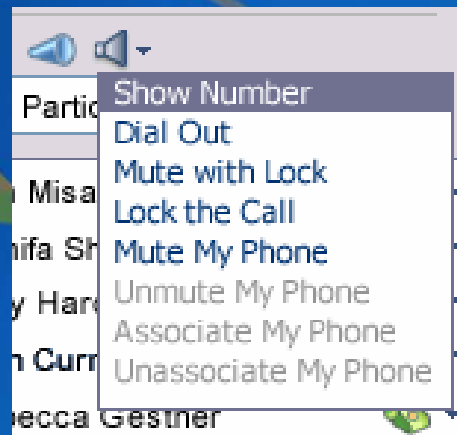 Show Number
Partic
Dial Out
Mute with Lock
Misa
Lock the Call
ifa Sh
Mute My Phone
y Hard
Unmute My Phone
Associate My Phone
n Curr
Unassociate My Phone
ecca Gestner